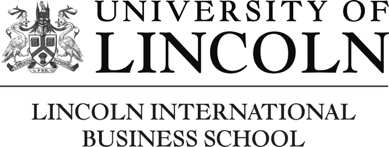 UNIVERSITY OF
LINCOLN
LINCOLN INTERNATIONAL
BUSINESS SCHOOL